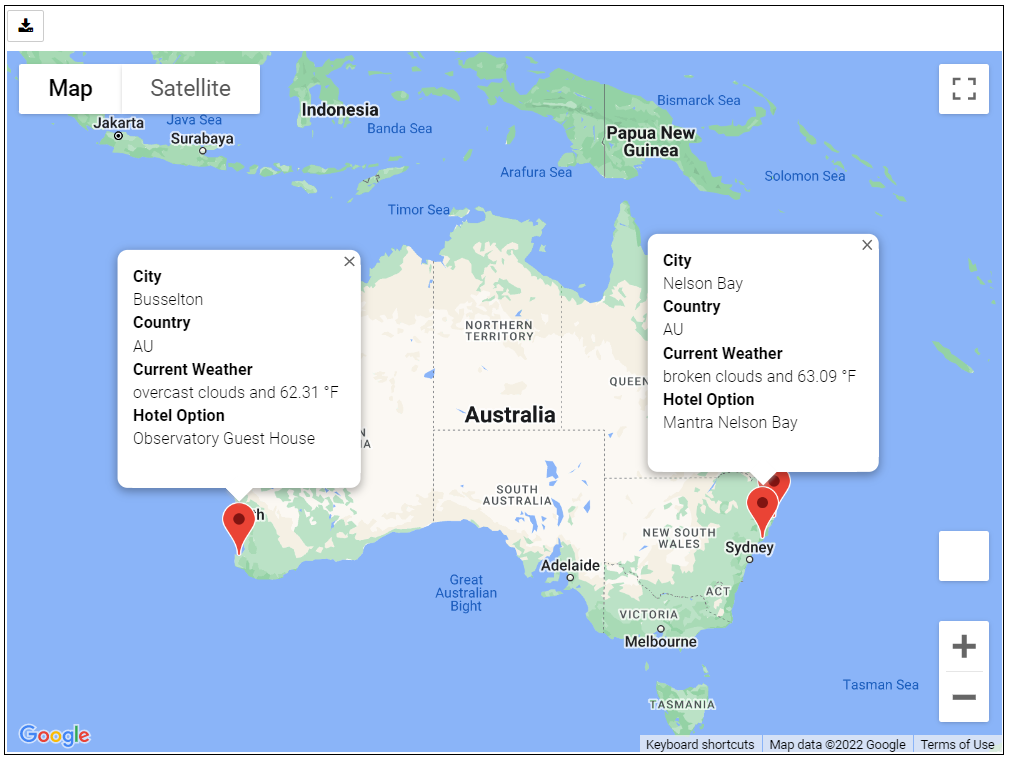 Map
Satellite
Indonesia
Bismarck Sea
Jakarta
Java Sea
Banda Sea
Papua New
Guinea
Surabaya
Arafura Sea
Solomon Sea
Timor Sea
City
Busselton
Country
AU
Current Weather
overcast clouds and 62.31 °F
Hotel Option
Observatory Guest House
City
Nelson Bay
Country
AU
Current Weather
broken clouds and 63.09 °F
Hotel Option
Mantra Nelson Bay
NORTHERN
TERRITORY
QUEEN
Australia
SOUTH
AUSTRALIA
NEW SOUTH
WALES
Sydney
Adelaide
Great
Australian
Bight
ACT
VICTORIA
Melbourne
Tasman Sea
TASMANIA
Google
Keyboard shortcuts
Map data ©2022 Google
Terms of Use